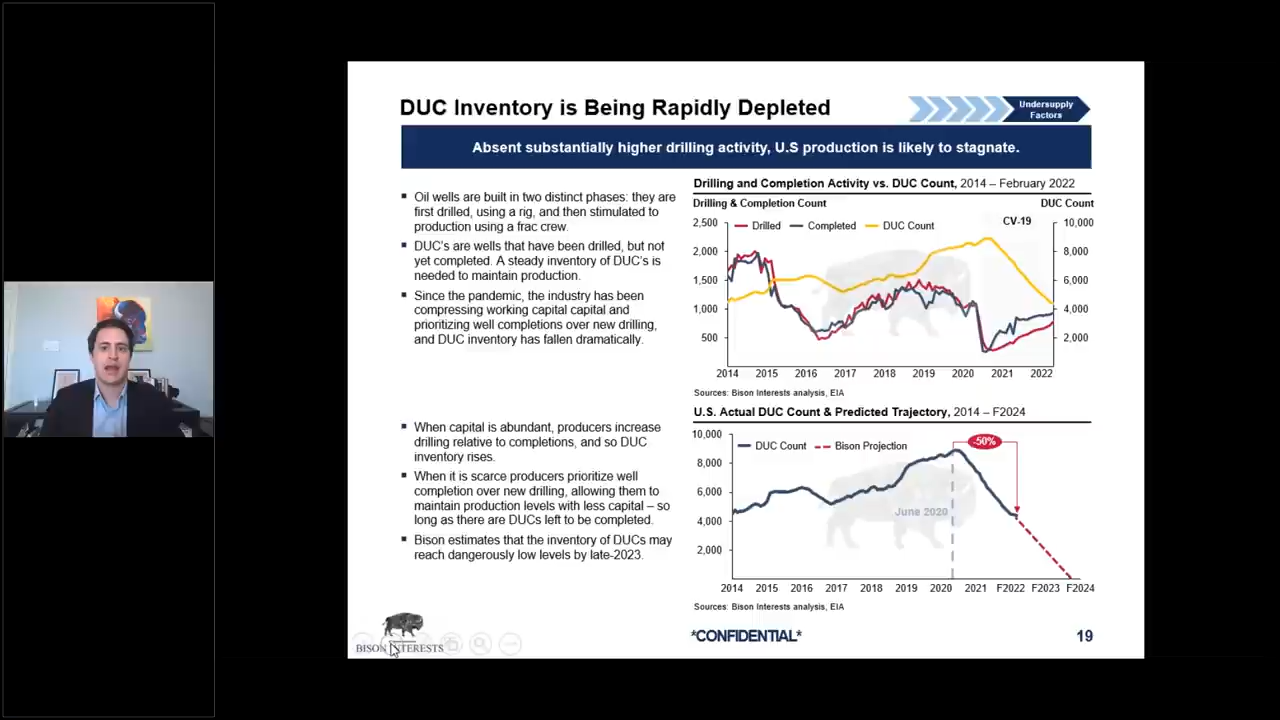 DUC Inventory is Being Rapidly Depleted
Undersupply
Factors
Absent substantially higher drilling activity, U.S production is likely to stagnate.
▪ Oil wells are built in two distinct phases: they are
first drilled, using a rig, and then stimulated to
production using a frac crew.
▪ DUC's are wells that have been drilled, but not
yet completed. A steady inventory of DUC's is
needed to maintain production.
▪ Since the pandemic, the industry has been
compressing working capital capital and
prioritizing well completions over new drilling,
and DUC inventory has fallen dramatically.
Drilling and Completion Activity vs. DUC Count, 2014 – February 2022
Drilling & Completion Count
DUC Count
2,500
2,000
1,500
1,000
500
Drilled
Completed
DUC Count
CV-19
10,000
8,000
6,000
4,000
2,000
2014 2015 2016 2017 2018 2019 2020 2021 2022
Sources: Bison Interests analysis, EIA
▪ When capital is abundant, producers increase
drilling relative to completions, and so DUC
inventory rises.
▪ When it is scarce producers prioritize well
completion over new drilling, allowing them to
maintain production levels with less capital – so
long as there are DUCs left to be completed.
▪ Bison estimates that the inventory of DUCs may
reach dangerously low levels by late-2023.
U.S. Actual DUC Count & Predicted Trajectory, 2014 – F2024
10,000
8,000
6,000
4,000
2,000
DUC Count
Bison Projection
-50%
June 2020
2014 2015 2016 2017 2018 2019 2020 2021 F2022 F2023 F2024
Sources: Bison Interests analysis, EIA
BISON INTERESTS
*CONFIDENTIAL*
19